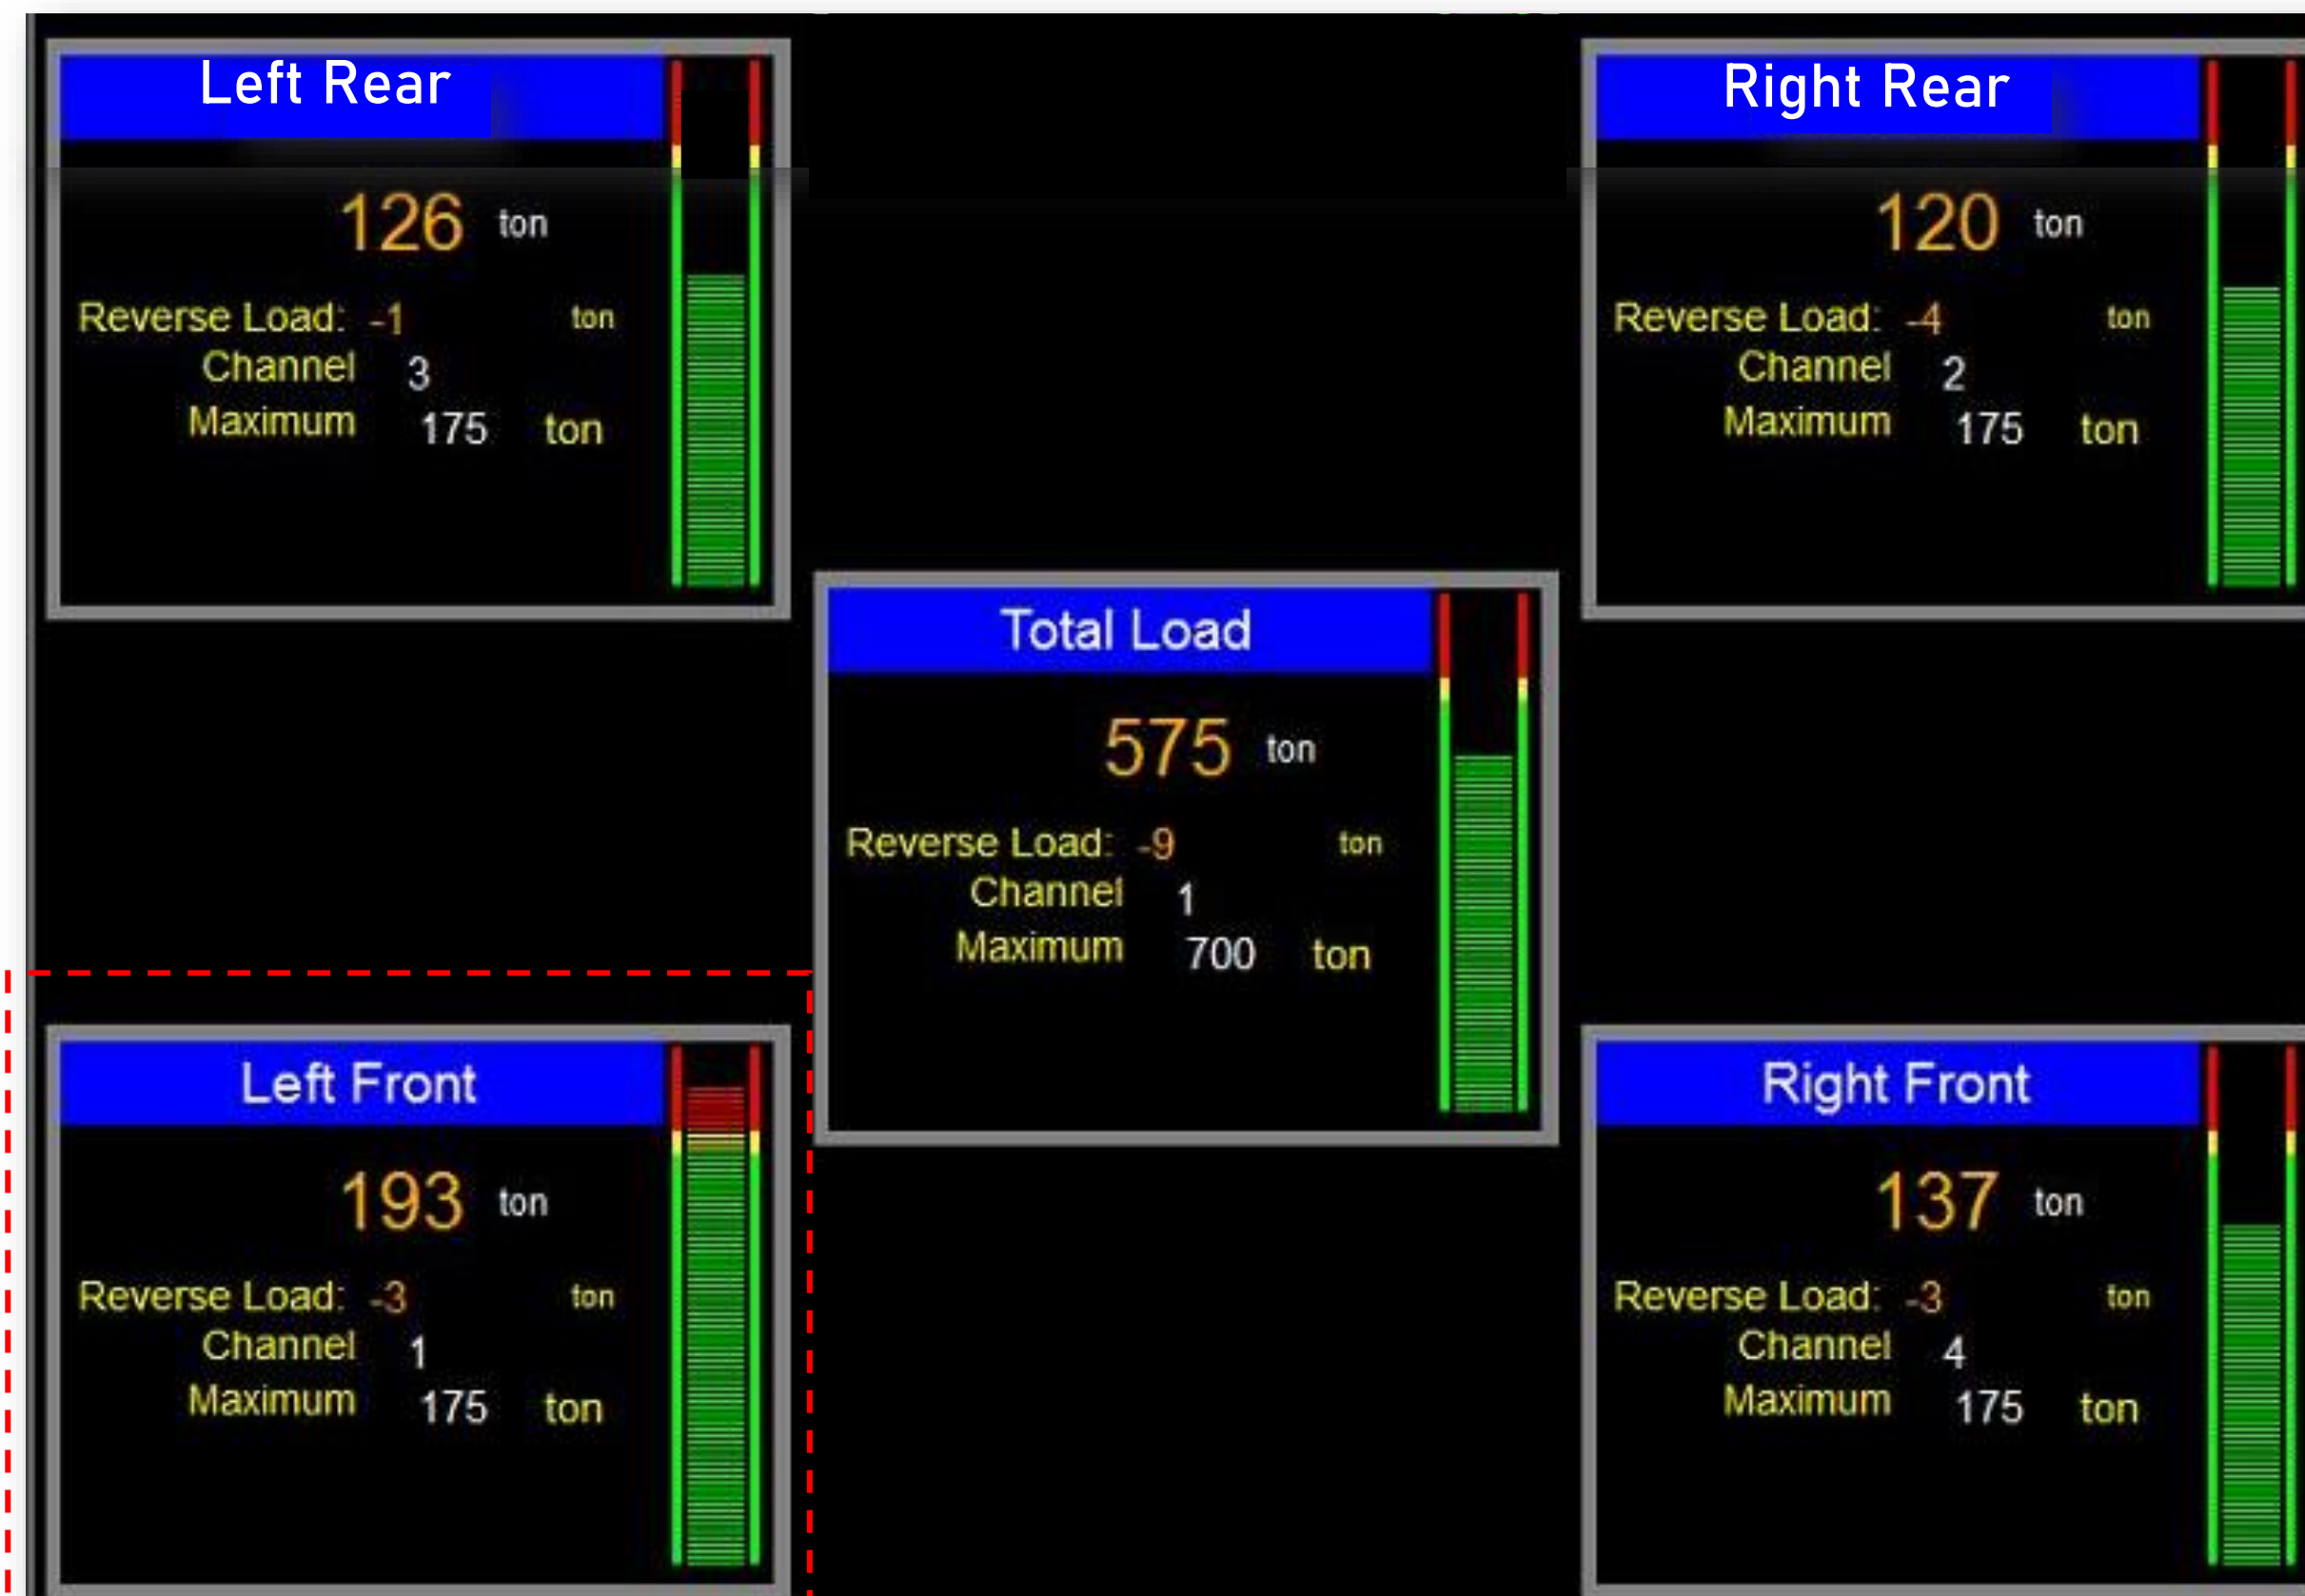 Left Rear
126 ton
Reverse Load: -1 ton
Channel 3
Maximum 175 ton
Right Rear
120 ton
Reverse Load: -4 ton
Channel 2
Maximum 175 ton
Total Load
575 ton
Reverse Load: -9 ton
Channel 1
Maximum 700 ton
Left Front
193 ton
Reverse Load: -3 ton
Channel 1
Maximum 175 ton
Right Front
137 ton
Reverse Load: -3 ton
Channel 4
Maximum 175 ton